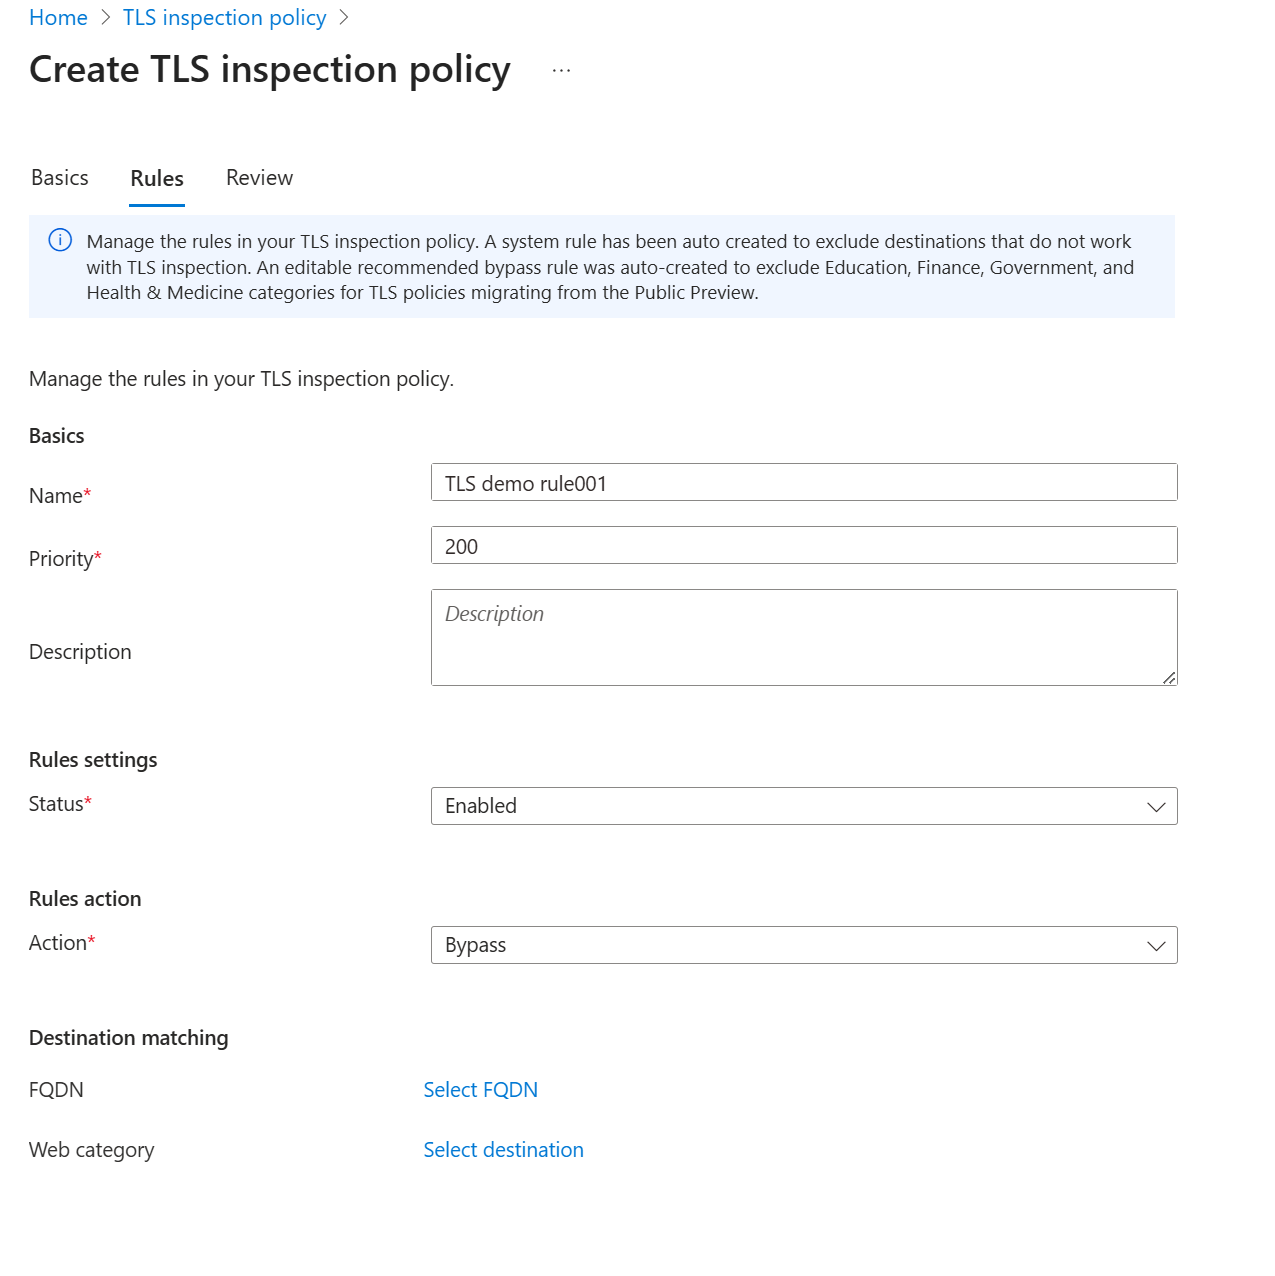 Home > TLS inspection policy >
Create TLS inspection policy ...
Basics Rules Review
Manage the rules in your TLS inspection policy. A system rule has been auto created to exclude destinations that do not work
with TLS inspection. An editable recommended bypass rule was auto-created to exclude Education, Finance, Government, and
Health & Medicine categories for TLS policies migrating from the Public Preview.
Manage the rules in your TLS inspection policy.
Basics
Name* TLS demo rule001
Priority* 200
Description Description
Rules settings
Status* Enabled
Rules action
Action* Bypass
Destination matching
FQDN Select FQDN
Web category Select destination